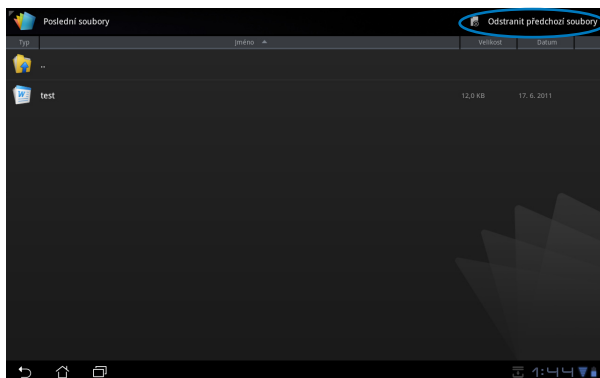 Poslední soubory
Odstranit předchozí soubory
Typ Jméno Velikost Datum
..
test 12,0 KB 17. 6. 2011
1:44